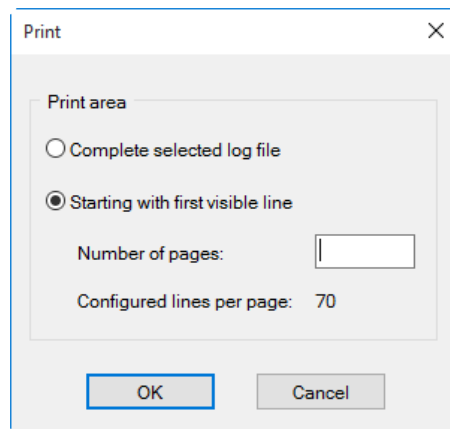 Print
Print area
Complete selected log file
Starting with first visible line
Number of pages:
Configured lines per page: 70
OK Cancel